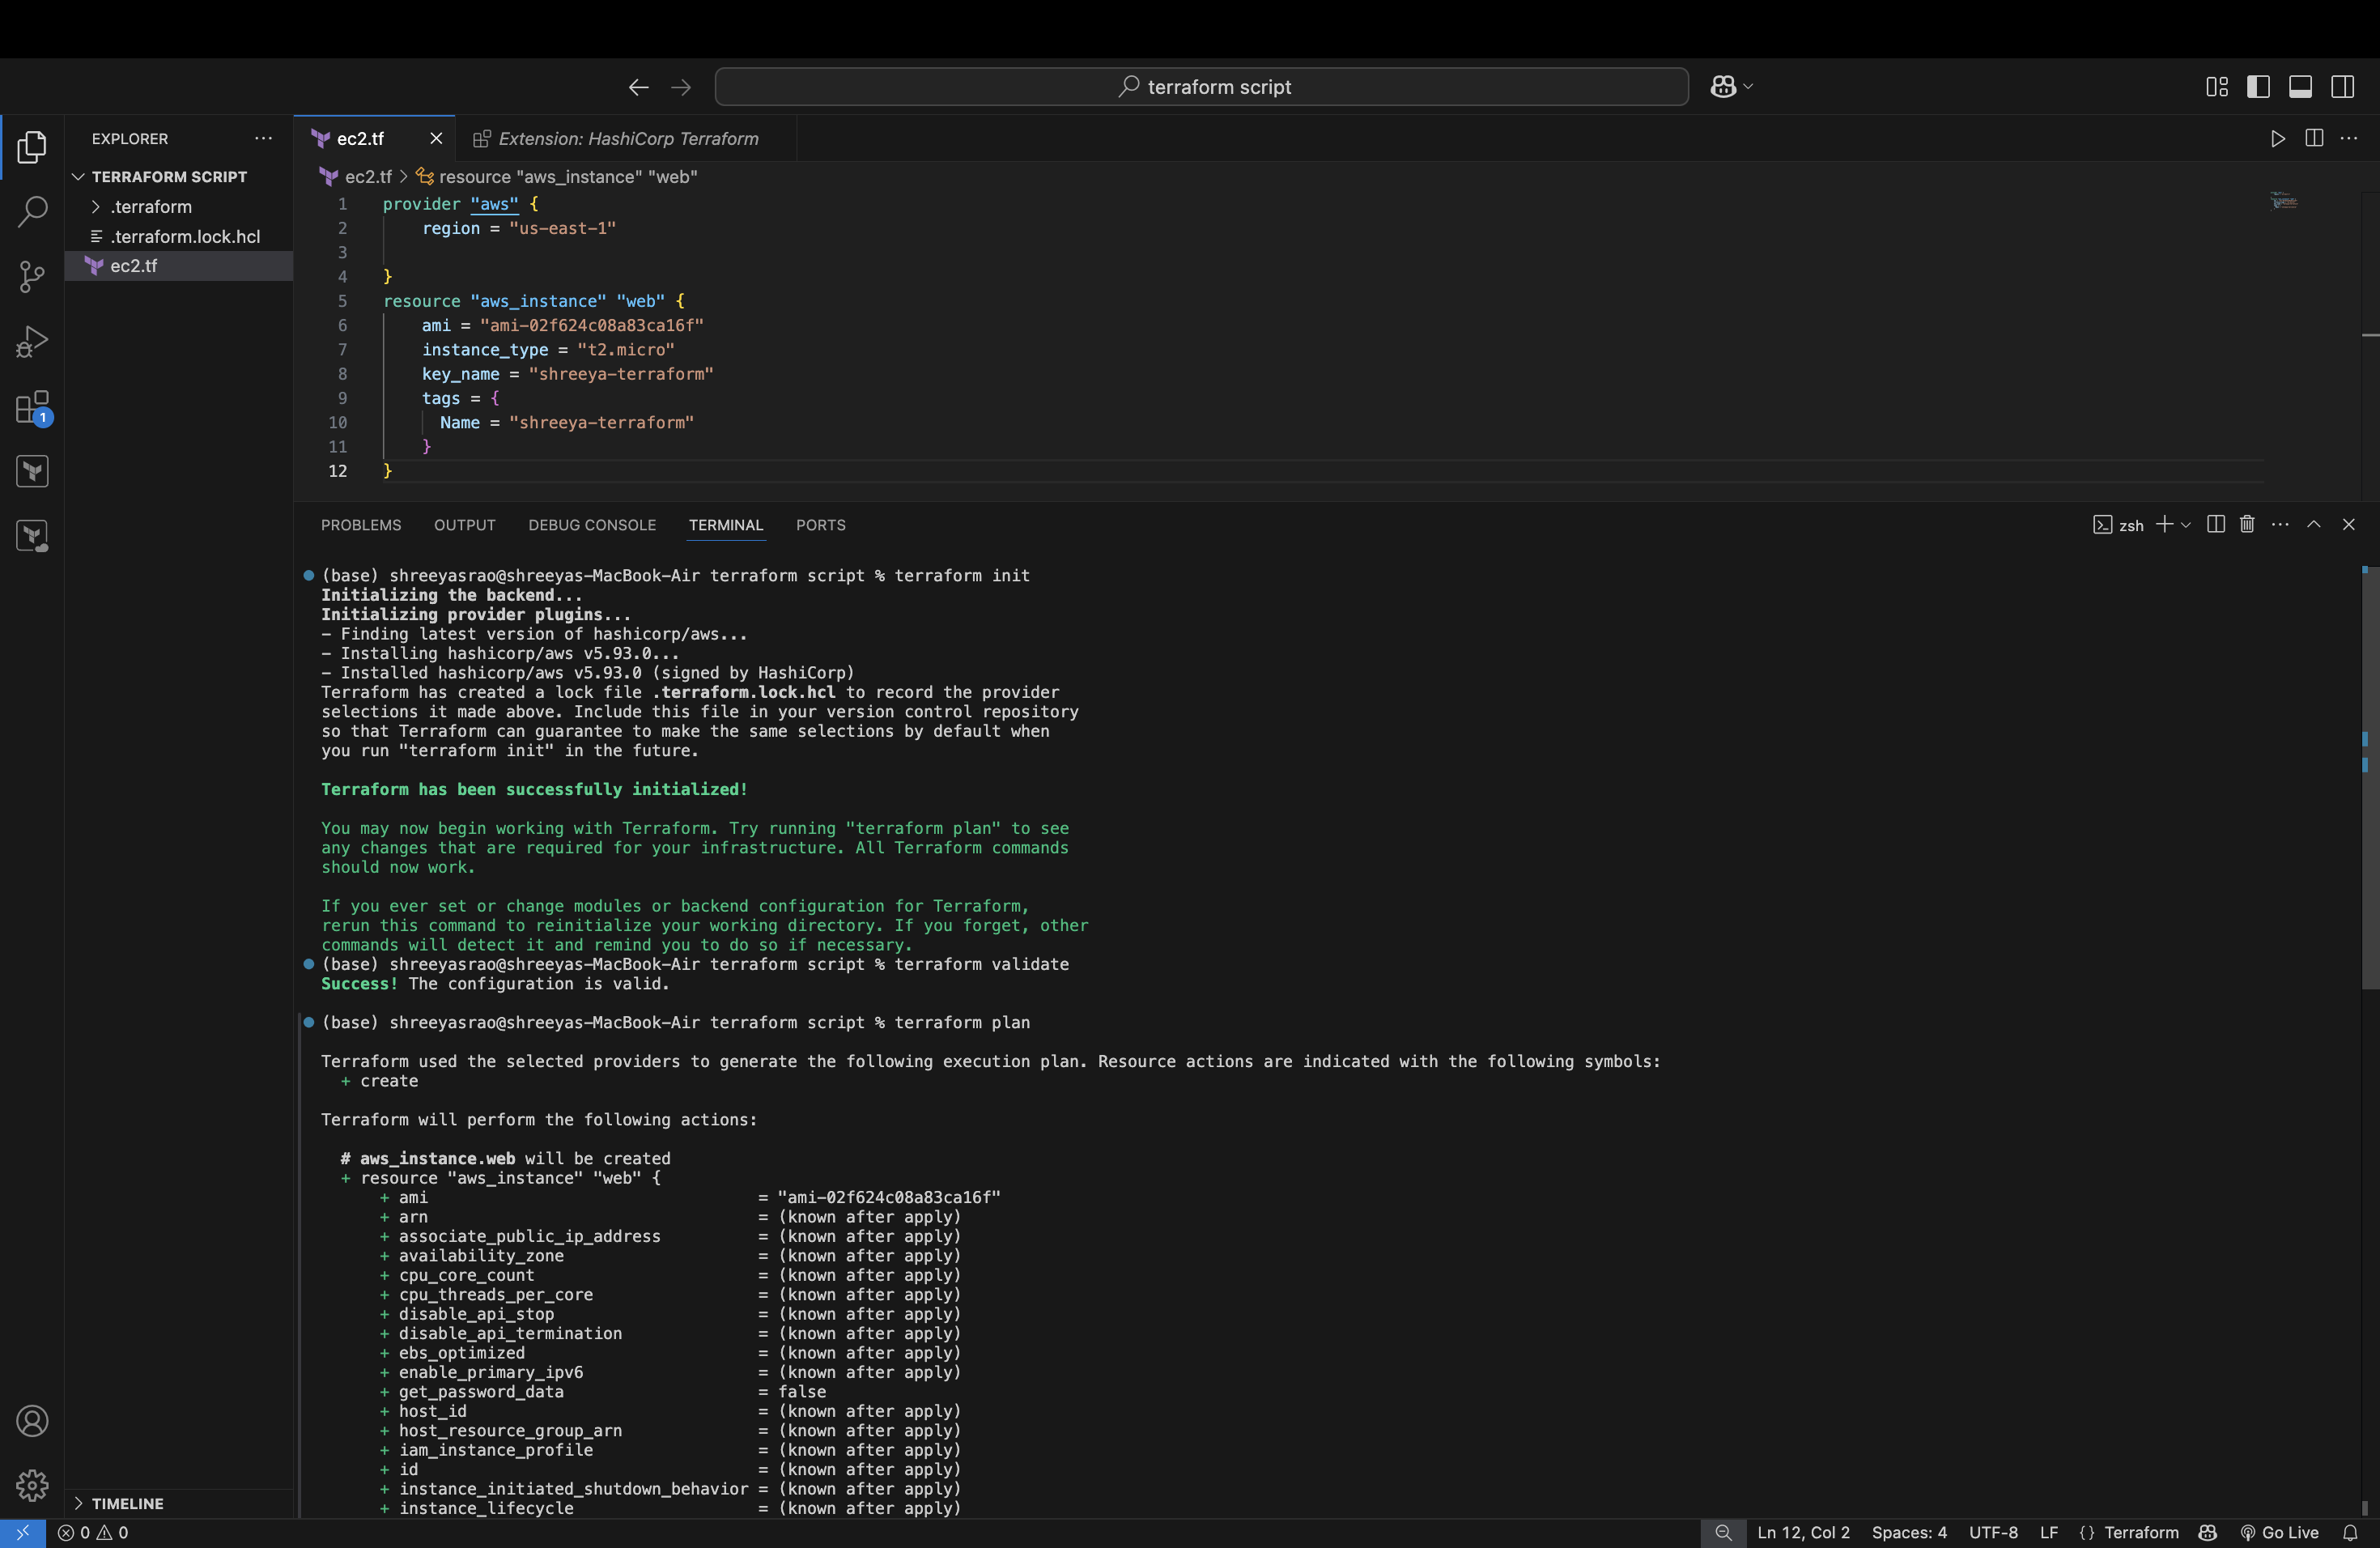 terraform script
EXPLORER
TERRAFORM SCRIPT
.terraform
.terraform.lock.hcl
ec2.tf
TIMELINE
1
ec2.tf
Extension: HashiCorp Terraform
ec2.tf > resource "aws_instance" "web"
1 provider "aws" {
2 region = "us-east-1"
3
4 }
5 resource "aws_instance" "web" {
6 ami = "ami-02f624c08a83ca16f"
7 instance_type = "t2.micro"
8 key_name = "shreeya-terraform"
9 tags = {
10 Name = "shreeya-terraform"
11 }
12 }
PROBLEMS OUTPUT DEBUG CONSOLE TERMINAL PORTS
zsh
(base) shreeyasrao@shreeyas-MacBook-Air terraform script % terraform init
Initializing the backend...
Initializing provider plugins...
- Finding latest version of hashicorp/aws...
- Installing hashicorp/aws v5.93.0...
- Installed hashicorp/aws v5.93.0 (signed by HashiCorp)
Terraform has created a lock file .terraform.lock.hcl to record the provider
selections it made above. Include this file in your version control repository
so that Terraform can guarantee to make the same selections by default when
you run "terraform init" in the future.
Terraform has been successfully initialized!
You may now begin working with Terraform. Try running "terraform plan" to see
any changes that are required for your infrastructure. All Terraform commands
should now work.
If you ever set or change modules or backend configuration for Terraform,
rerun this command to reinitialize your working directory. If you forget, other
commands will detect it and remind you to do so if necessary.
(base) shreeyasrao@shreeyas-MacBook-Air terraform script % terraform validate
Success! The configuration is valid.
(base) shreeyasrao@shreeyas-MacBook-Air terraform script % terraform plan
Terraform used the selected providers to generate the following execution plan. Resource actions are indicated with the following symbols:
+ create
Terraform will perform the following actions:
# aws_instance.web will be created
+ resource "aws_instance" "web" {
+ ami = "ami-02f624c08a83ca16f"
+ arn = (known after apply)
+ associate_public_ip_address = (known after apply)
+ availability_zone = (known after apply)
+ cpu_core_count = (known after apply)
+ cpu_threads_per_core = (known after apply)
+ disable_api_stop = (known after apply)
+ disable_api_termination = (known after apply)
+ ebs_optimized = (known after apply)
+ enable_primary_ipv6 = (known after apply)
+ get_password_data = false
+ host_id = (known after apply)
+ host_resource_group_arn = (known after apply)
+ iam_instance_profile = (known after apply)
+ id = (known after apply)
+ instance_initiated_shutdown_behavior = (known after apply)
+ instance_lifecycle = (known after apply)
0 0 Ln 12, Col 2 Spaces: 4 UTF-8 LF {} Terraform Go Live